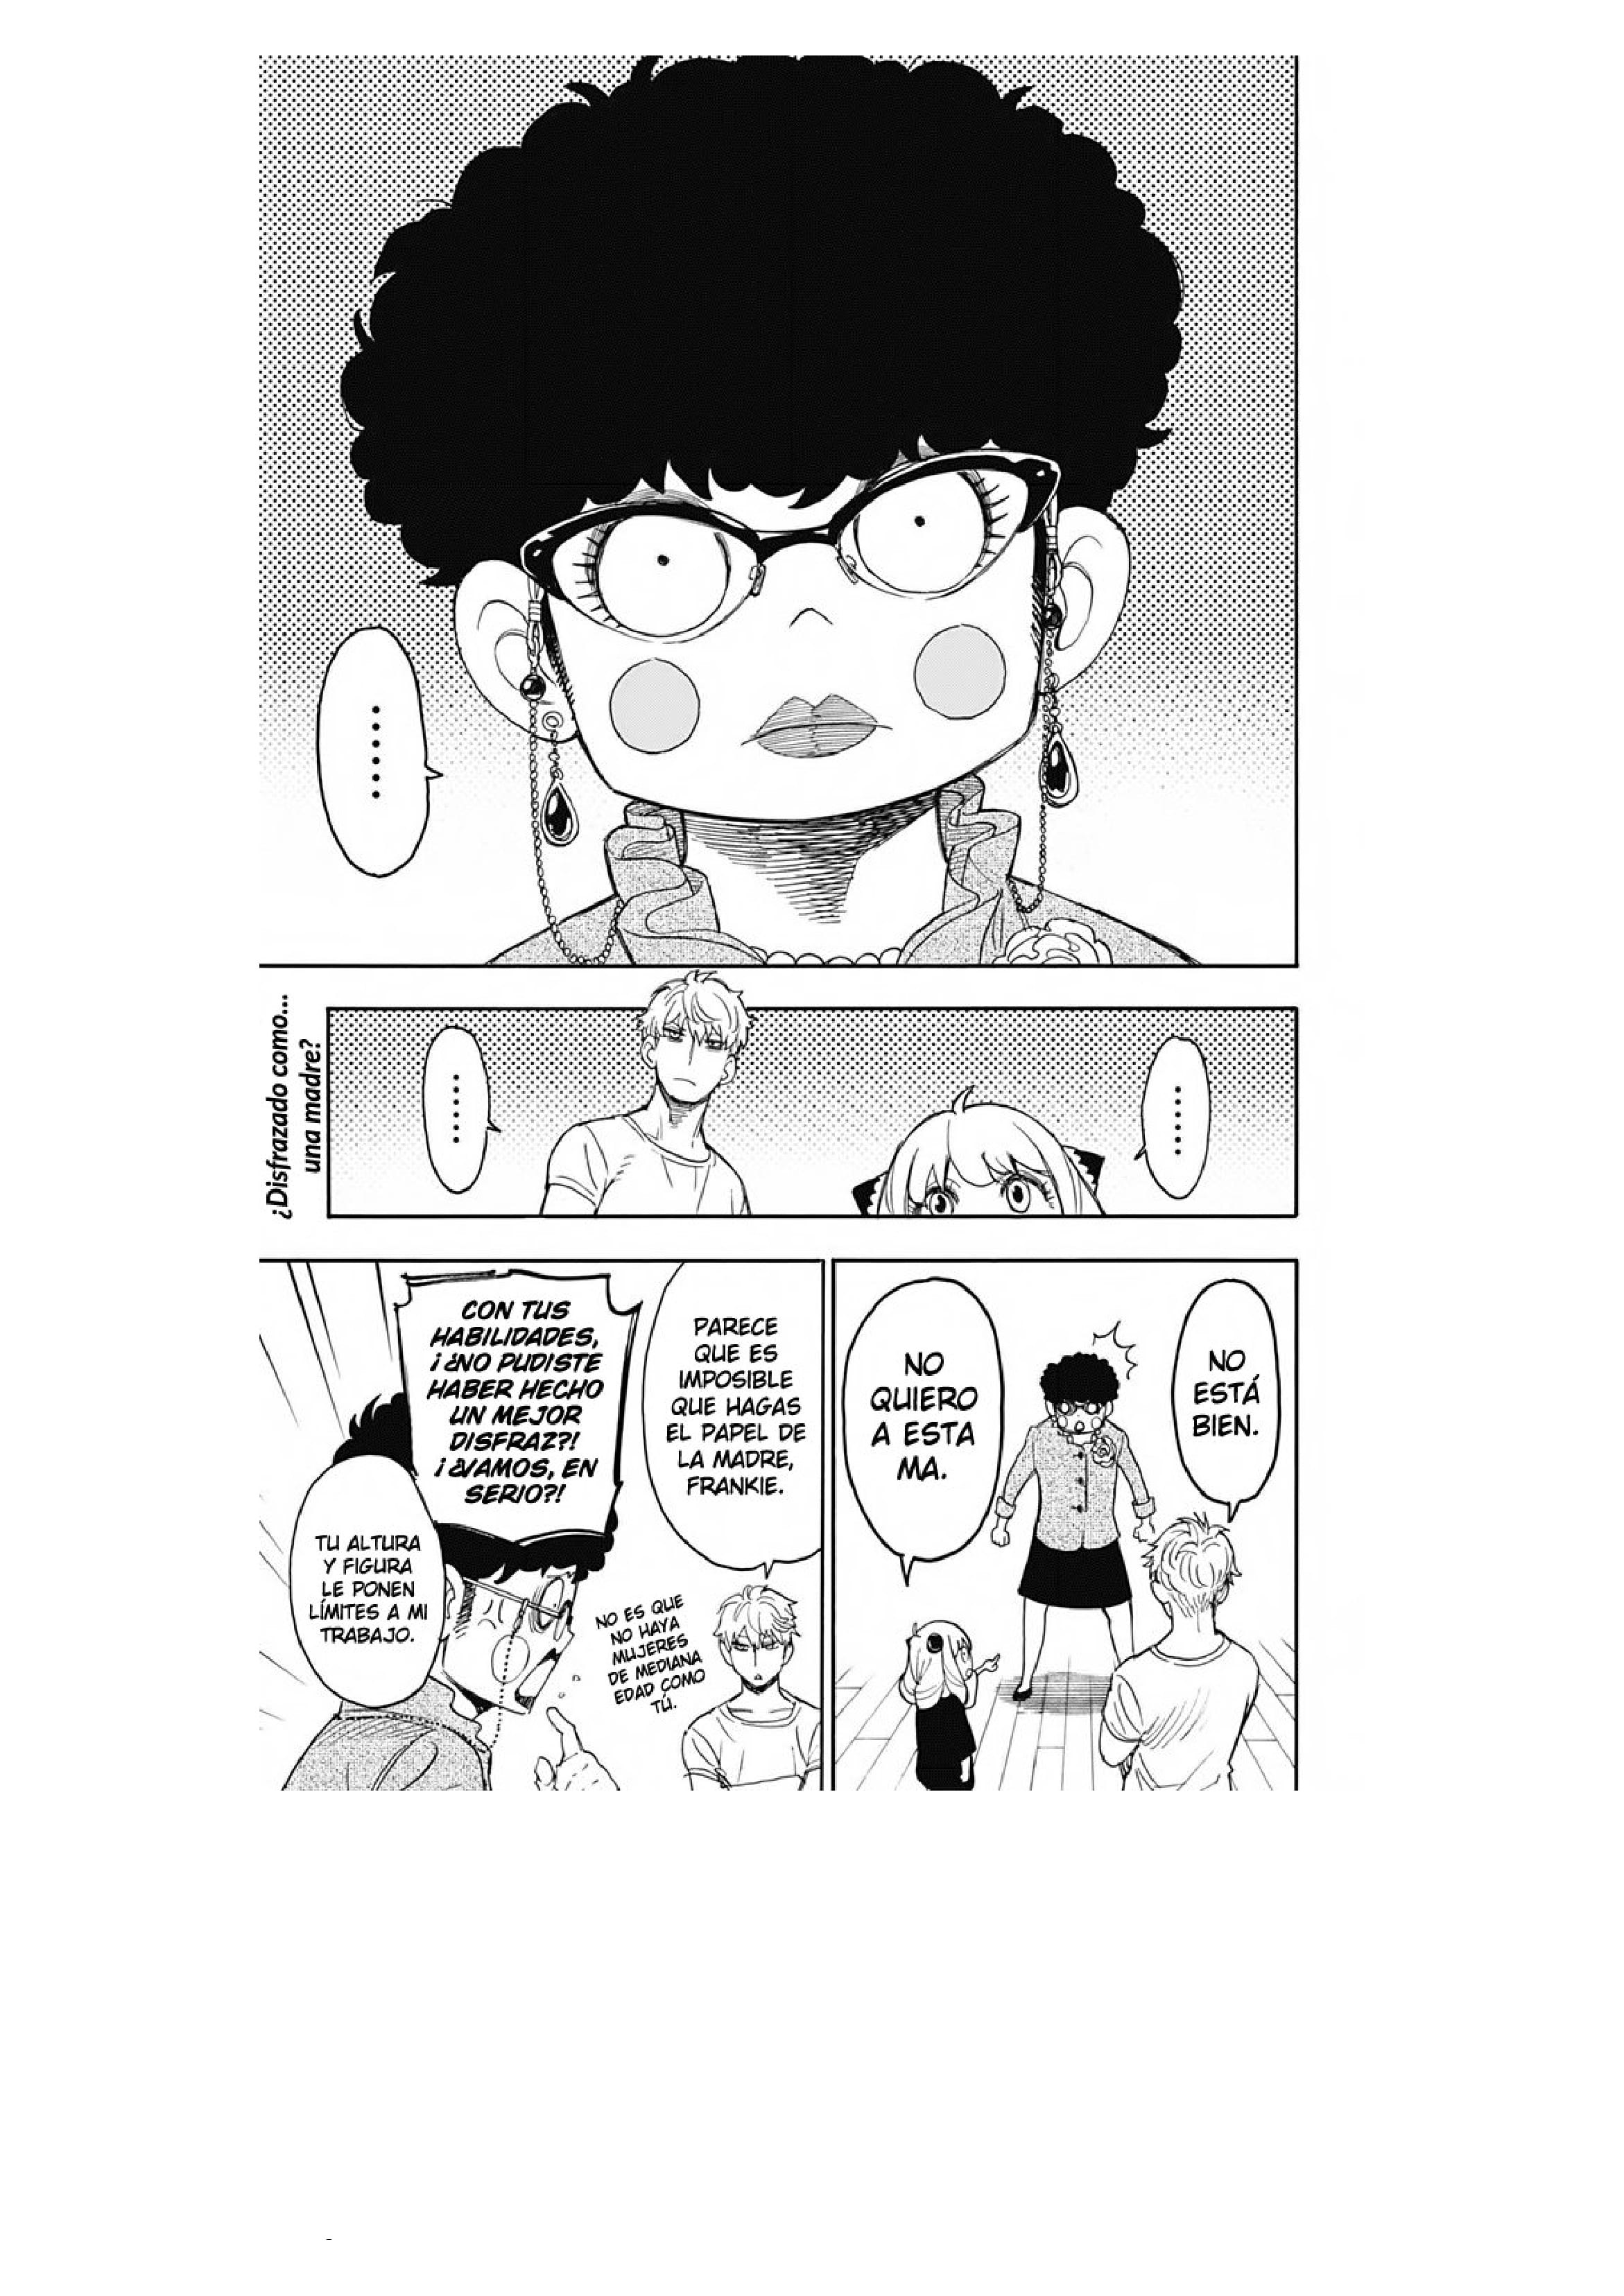 ......
......
......
¿Disfrazado como...
una madre?
NO
ESTÁ
BIEN.
NO
QUIERO
A ESTA
MA.
PARECE
QUE ES
IMPOSIBLE
QUE HAGAS
EL PAPEL DE
LA MADRE,
FRANKIE.
NO ES QUE
NO HAYA
MUJERES
DE MEDIANA
EDAD COMO
TÚ.
CON TUS
HABILIDADES,
¡¿NO PUDISTE
HABER HECHO
UN MEJOR
DISFRAZ?!
¡¿VAMOS, EN
SERIO?!
TU ALTURA
Y FIGURA
LE PONEN
LÍMITES A MI
TRABAJO.